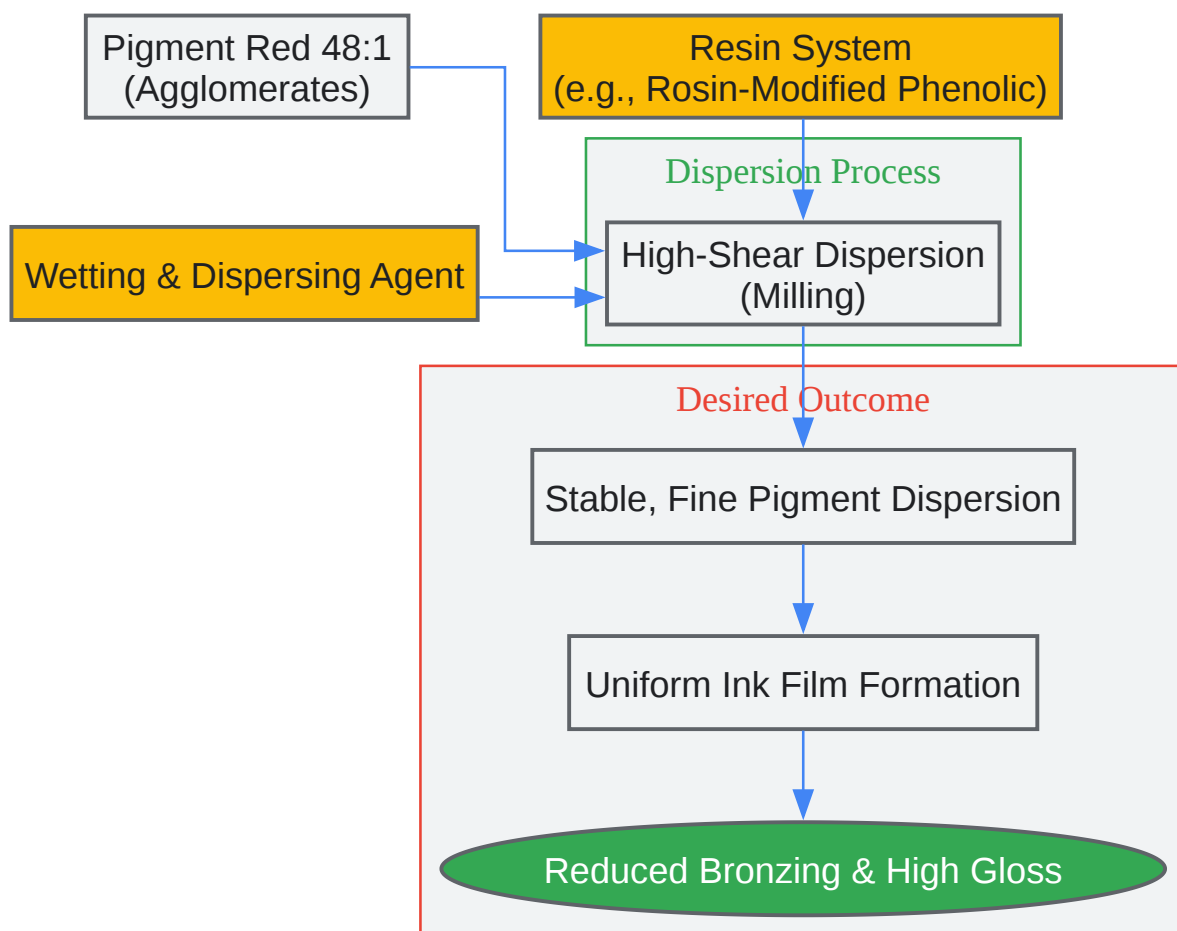 Pigment Red 48:1
(Agglomerates)
Resin System
(e.g., Rosin-Modified Phenolic)
Dispersion Process
Wetting & Dispersing Agent
High-Shear Dispersion
(Milling)
Desired Outcome
Stable, Fine Pigment Dispersion
Uniform Ink Film Formation
Reduced Bronzing & High Gloss